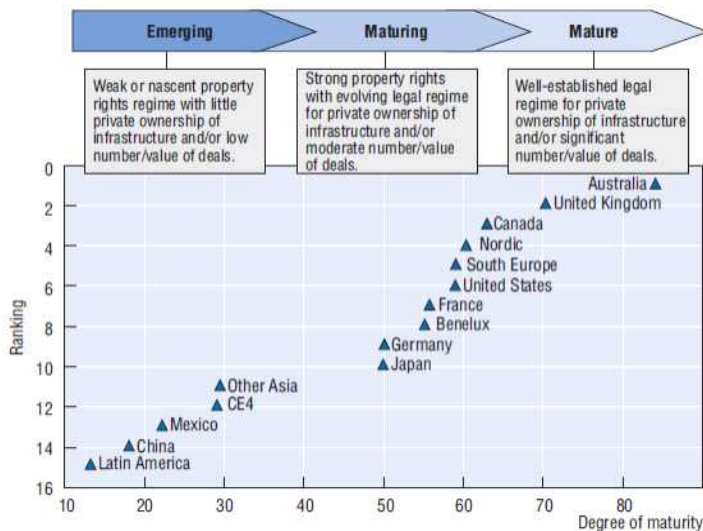 Emerging
Maturing
Mature
Weak or nascent property
rights regime with little
private ownership of
infrastructure and/or low
number/value of deals.
Strong property rights
with evolving legal regime
for private ownership of
infrastructure and/or
moderate number/value
of deals.
Well-established legal
regime for private
ownership of infrastructure
and/or significant
number/value of deals.
Ranking
0
2
4
6
8
10
12
14
16
Australia
United Kingdom
Canada
Nordic
South Europe
United States
France
Benelux
Germany
Japan
Other Asia
CE4
Mexico
China
Latin America
10
20
30
40
50
60
70
80
Degree of maturity